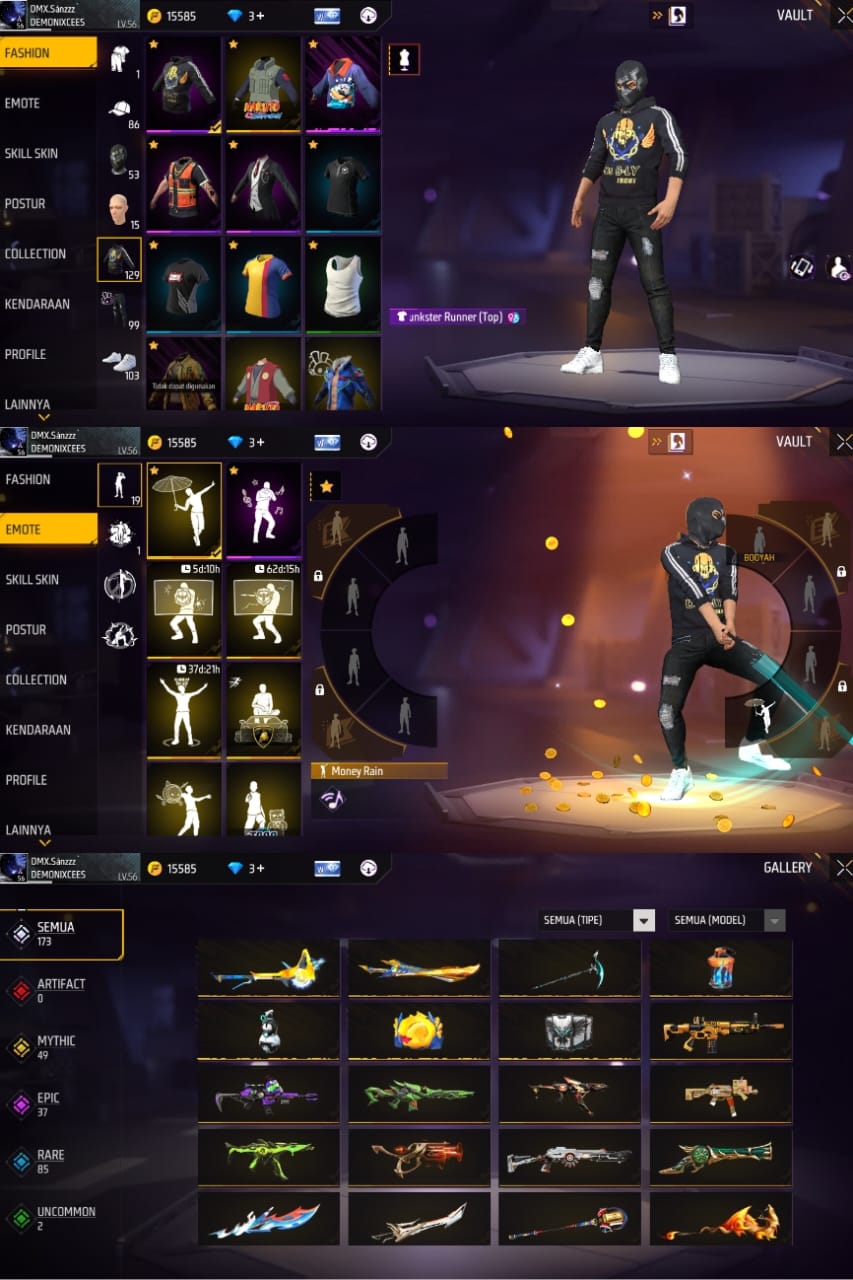 DMX.Sánzzz
DEMONIXCEES
LV.56
56
15585
3+
VAULT
FASHION
EMOTE
SKILL SKIN
POSTUR
COLLECTION
KENDARAAN
PROFILE
LAINNYA
1
86
53
15
129
99
103
Tidak dapat digunakan
unkster Runner (Top)
DMX.Sánzzz
DEMONIXCEES
LV.56
56
15585
3+
VAULT
FASHION
EMOTE
SKILL SKIN
POSTUR
COLLECTION
KENDARAAN
PROFILE
LAINNYA
19
1
5d:10h
62d:15h
37d:21h
BOOYAH
Money Rain
DMX.Sánzzz
DEMONIXCEES
LV.56
56
15585
3+
GALLERY
SEMUA
173
ARTIFACT
0
MYTHIC
49
EPIC
37
RARE
85
UNCOMMON
2
SEMUA (TIPE)
SEMUA (MODEL)